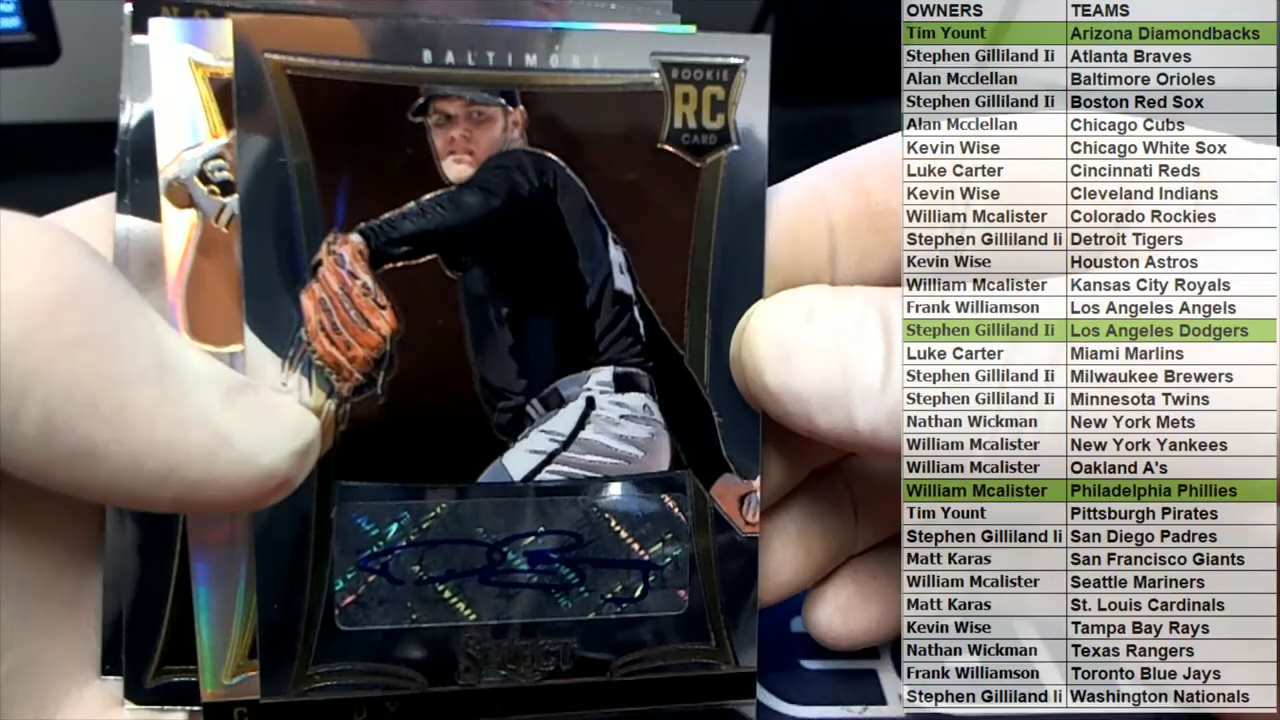 BALTIMORE
ROOKIE
RC
CARD
SELECT
OWNERS TEAMS
Tim Yount Arizona Diamondbacks
Stephen Gilliland Ii Atlanta Braves
Alan Mcclellan Baltimore Orioles
Stephen Gilliland Ii Boston Red Sox
Alan Mcclellan Chicago Cubs
Kevin Wise Chicago White Sox
Luke Carter Cincinnati Reds
Kevin Wise Cleveland Indians
William Mcalister Colorado Rockies
Stephen Gilliland Ii Detroit Tigers
Kevin Wise Houston Astros
William Mcalister Kansas City Royals
Frank Williamson Los Angeles Angels
Stephen Gilliland Ii Los Angeles Dodgers
Luke Carter Miami Marlins
Stephen Gilliland Ii Milwaukee Brewers
Stephen Gilliland Ii Minnesota Twins
Nathan Wickman New York Mets
William Mcalister New York Yankees
William Mcalister Oakland A's
William Mcalister Philadelphia Phillies
Tim Yount Pittsburgh Pirates
Stephen Gilliland Ii San Diego Padres
Matt Karas San Francisco Giants
William Mcalister Seattle Mariners
Matt Karas St. Louis Cardinals
Kevin Wise Tampa Bay Rays
Nathan Wickman Texas Rangers
Frank Williamson Toronto Blue Jays
Stephen Gilliland Ii Washington Nationals